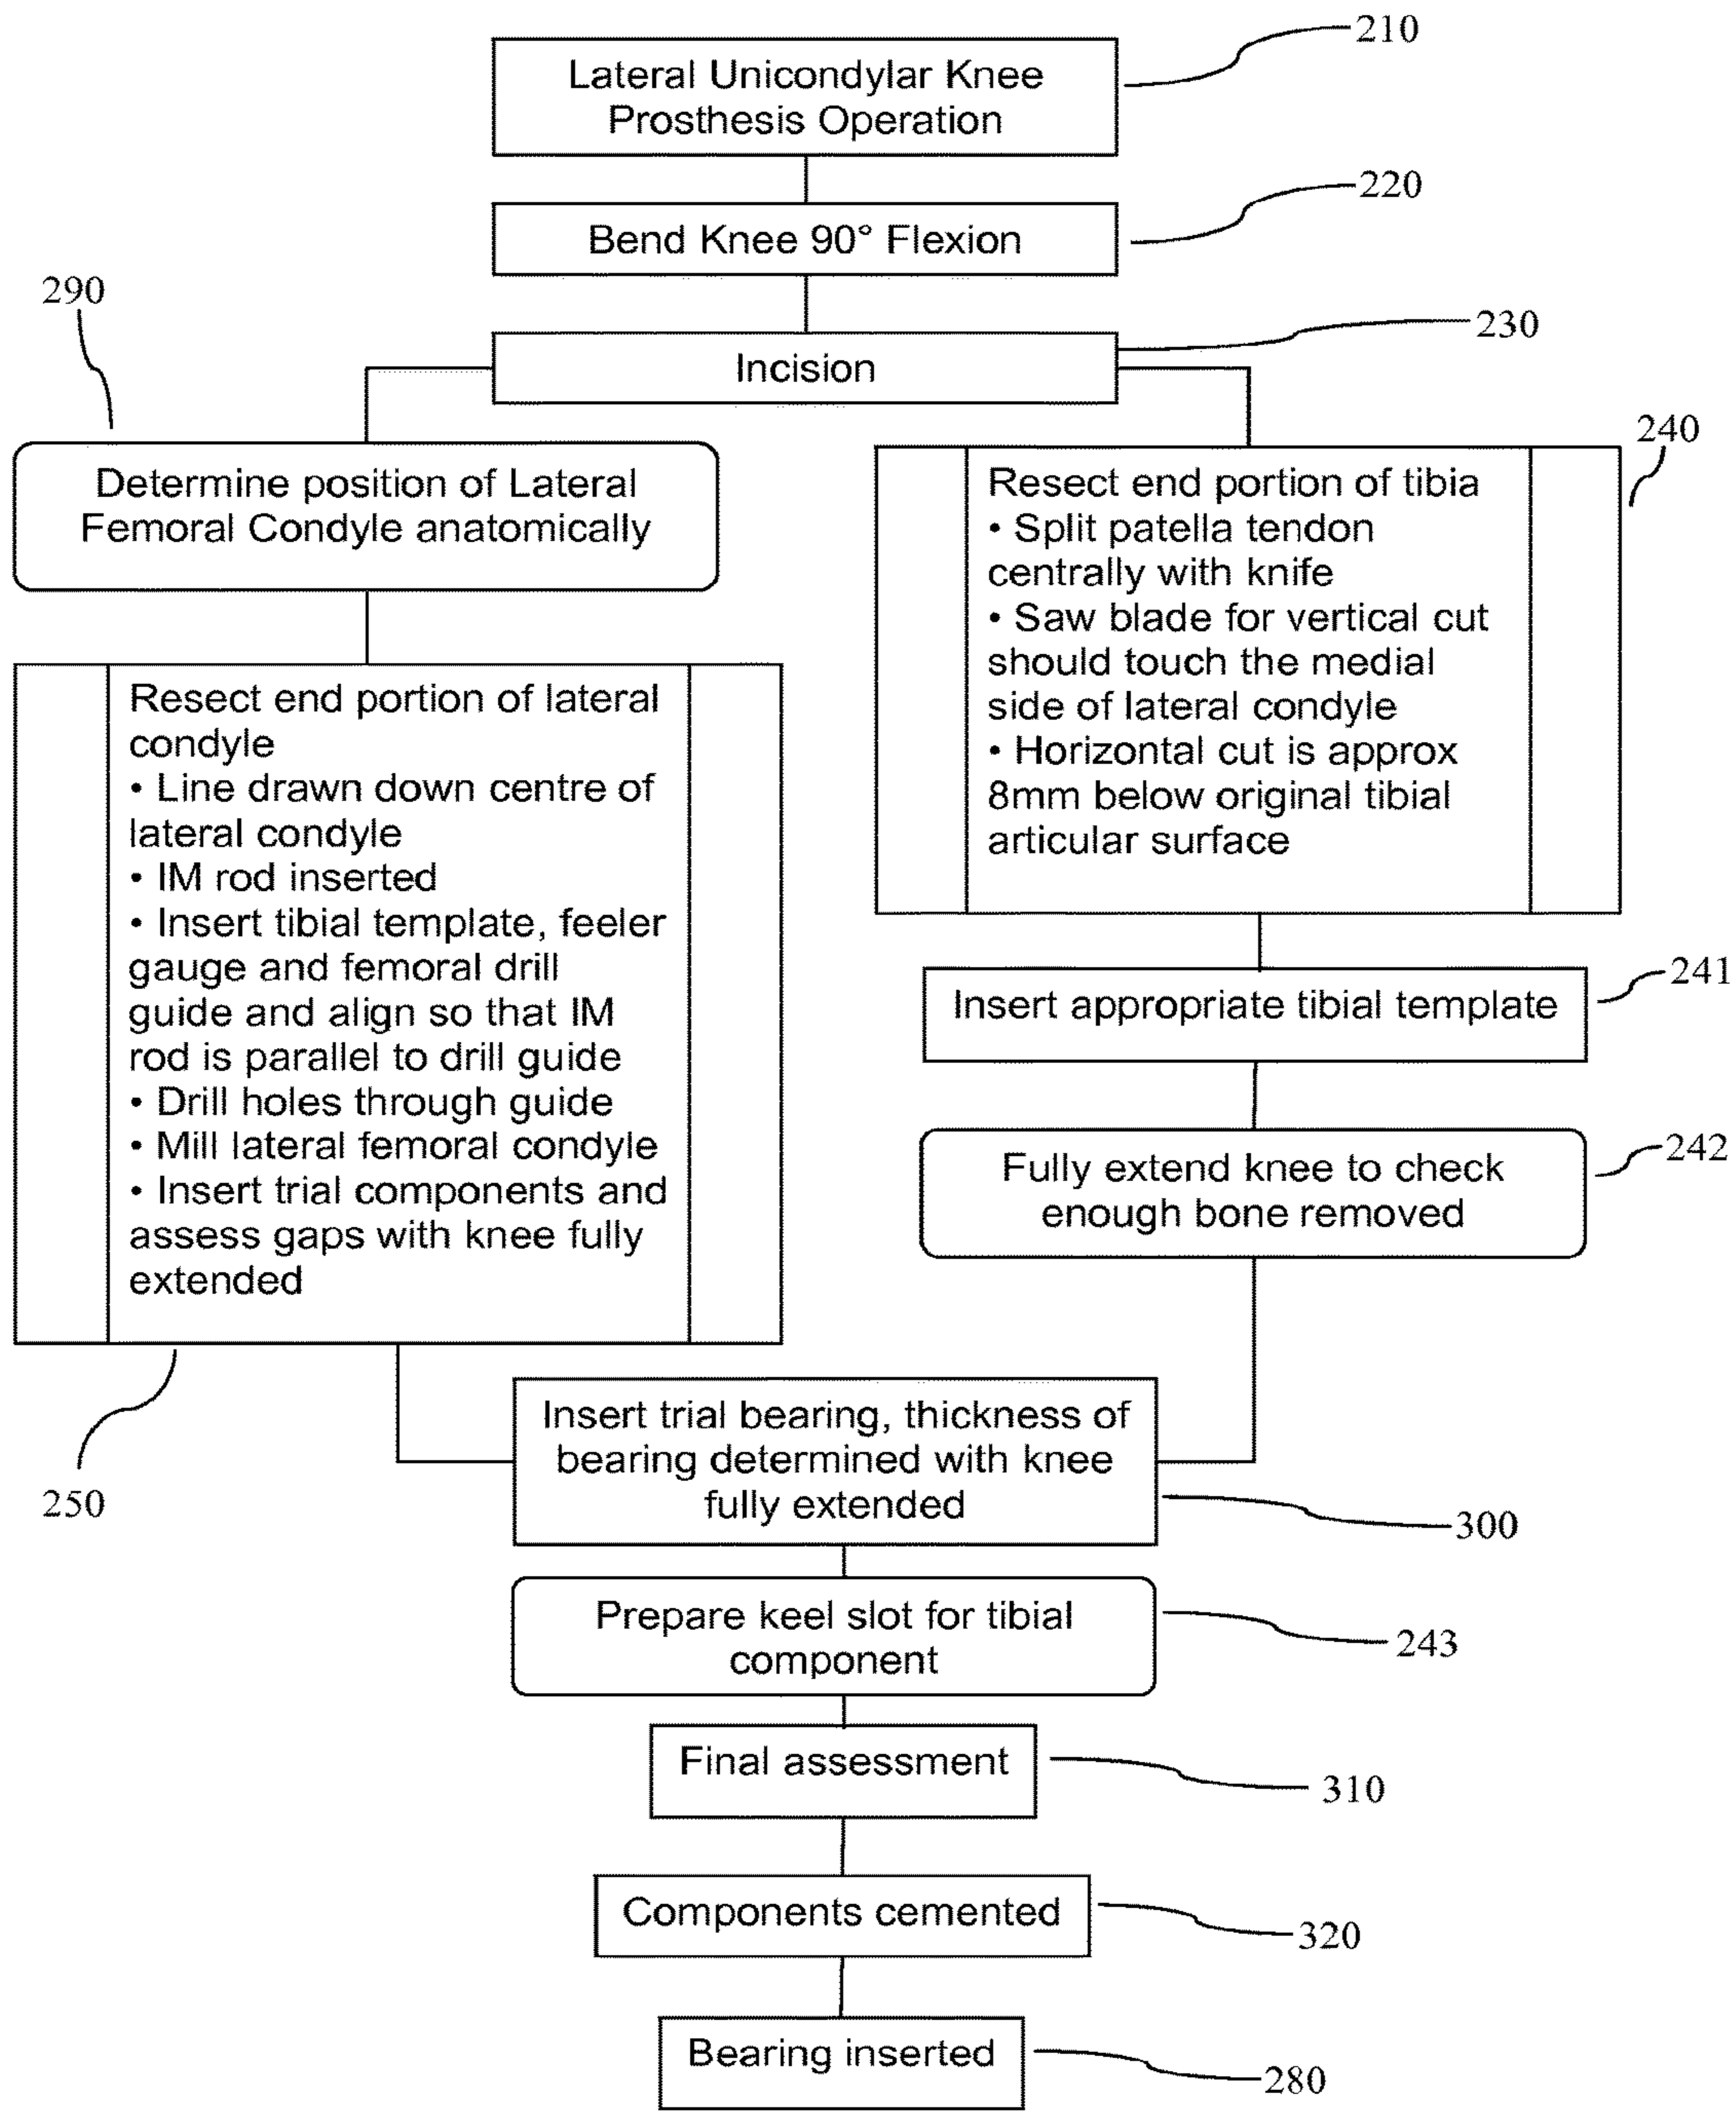 210
Lateral Unicondylar Knee
Prosthesis Operation
220
Bend Knee 90° Flexion
290
230
Incision
Determine position of Lateral
Femoral Condyle anatomically
240
Resect end portion of tibia
• Split patella tendon
centrally with knife
• Saw blade for vertical cut
should touch the medial
side of lateral condyle
• Horizontal cut is approx
8mm below original tibial
articular surface
Resect end portion of lateral
condyle
• Line drawn down centre of
lateral condyle
• IM rod inserted
• Insert tibial template, feeler
gauge and femoral drill
guide and align so that IM
rod is parallel to drill guide
• Drill holes through guide
• Mill lateral femoral condyle
• Insert trial components and
assess gaps with knee fully
extended
250
241
Insert appropriate tibial template
242
Fully extend knee to check
enough bone removed
Insert trial bearing, thickness of
bearing determined with knee
fully extended
300
Prepare keel slot for tibial
component
243
Final assessment
310
Components cemented
320
Bearing inserted
280